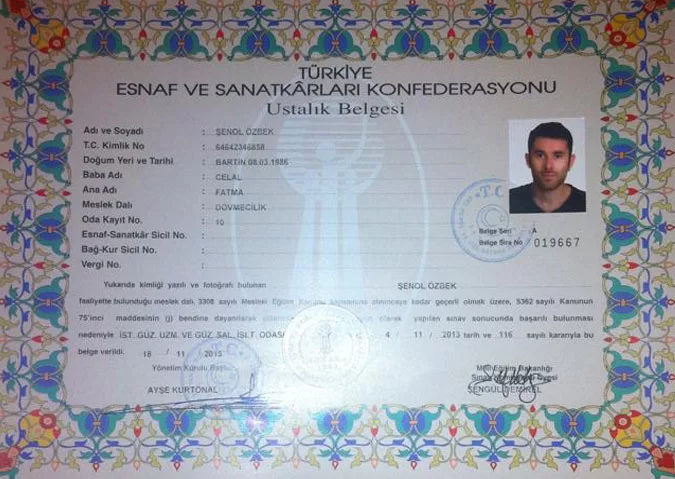 TÜRKİYE
ESNAF VE SANATKÂRLARI KONFEDERASYONU
Ustalık Belgesi
Adı ve Soyadı : ŞENOL ÖZBEK
T.C. Kimlik No : 64642346858
Doğum Yeri ve Tarihi : BARTIN 08.03.1986
Baba Adı : CELAL
Ana Adı : FATMA
Meslek Dalı : DÖVMECİLİK
Oda Kayıt No. : 10
Esnaf-Sanatkâr Sicil No. :
Bağ-Kur Sicil No. :
Vergi No. :
T.C.
Belge Seri A
Belge Sıra No 019667
Yukarıda kimliği yazılı ve fotoğrafı bulunan ŞENOL ÖZBEK
faaliyette bulunduğu meslek dalı, 3308 sayılı Mesleki Eğitim Kanunu kapsamına alınıncaya kadar geçerli olmak üzere, 5362 sayılı Kanunun
75'inci maddesinin (j) bendine dayanılarak olarak yapılan sınav sonucunda başarılı bulunması
nedeniyle İST. GÜZ. UZM. VE GÜZ. SAL. İŞLT. ODASI 4 / 11 / 2013 tarih ve 116 sayılı kararıyla bu
belge verildi. 18 / 11 / 2013
T.C.
Yönetim Kurulu
AYŞE KURTONAL
Milli Eğitim Bakanlığı
Üyesi
ŞENGÜL DEMİREL